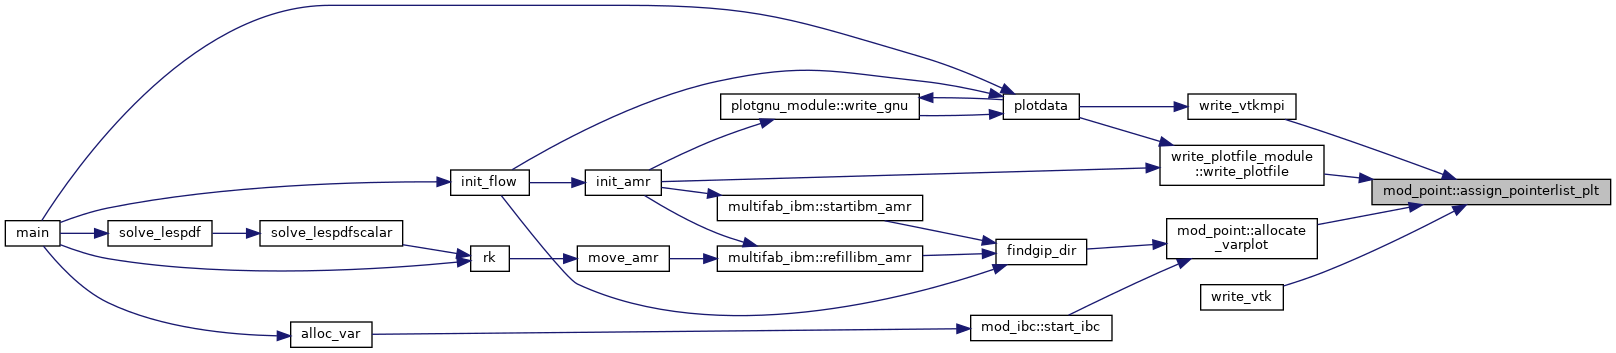 main
solve_lespdf
alloc_var
solve_lespdfscalar
init_flow
rk
init_amr
move_amr
plotgnu_module::write_gnu
multifab_ibm::startibm_amr
multifab_ibm::refillibm_amr
mod_ibc::start_ibc
plotdata
findgip_dir
write_vtkmpi
write_plotfile_module
::write_plotfile
mod_point::allocate
_varplot
write_vtk
mod_point::assign_pointerlist_plt